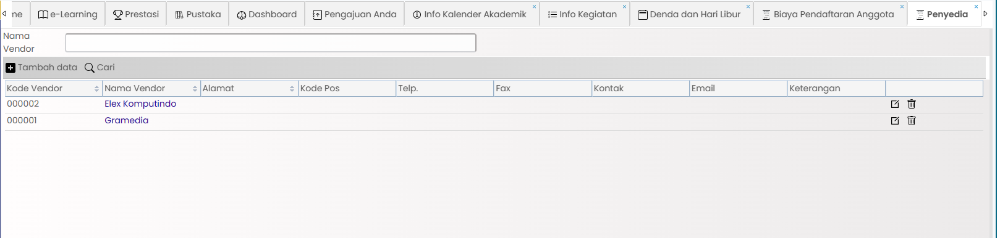 me e-Learning Prestasi Pustaka Dashboard Pengajuan Anda Info Kalender Akademik Info Kegiatan Denda dan Hari Libur Biaya Pendaftaran Anggota Penyedia
Nama
Vendor
Tambah data Cari
Kode Vendor Nama Vendor Alamat Kode Pos Telp. Fax Kontak Email Keterangan
000002 Elex Komputindo
000001 Gramedia